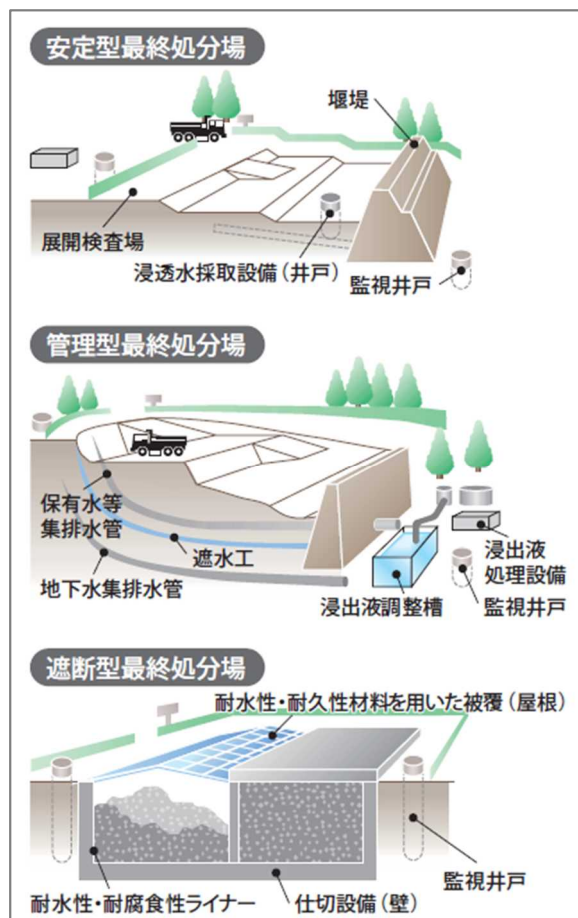 安定型最終処分場
堰堤
展開検査場
浸透水採取設備（井戸）
監視井戸
管理型最終処分場
保有水等
集排水管
遮水工
地下水集排水管
浸出液
処理設備
浸出液調整槽
監視井戸
遮断型最終処分場
耐水性・耐久性材料を用いた被覆（屋根）
監視井戸
耐水性・耐腐食性ライナー
仕切設備（壁）